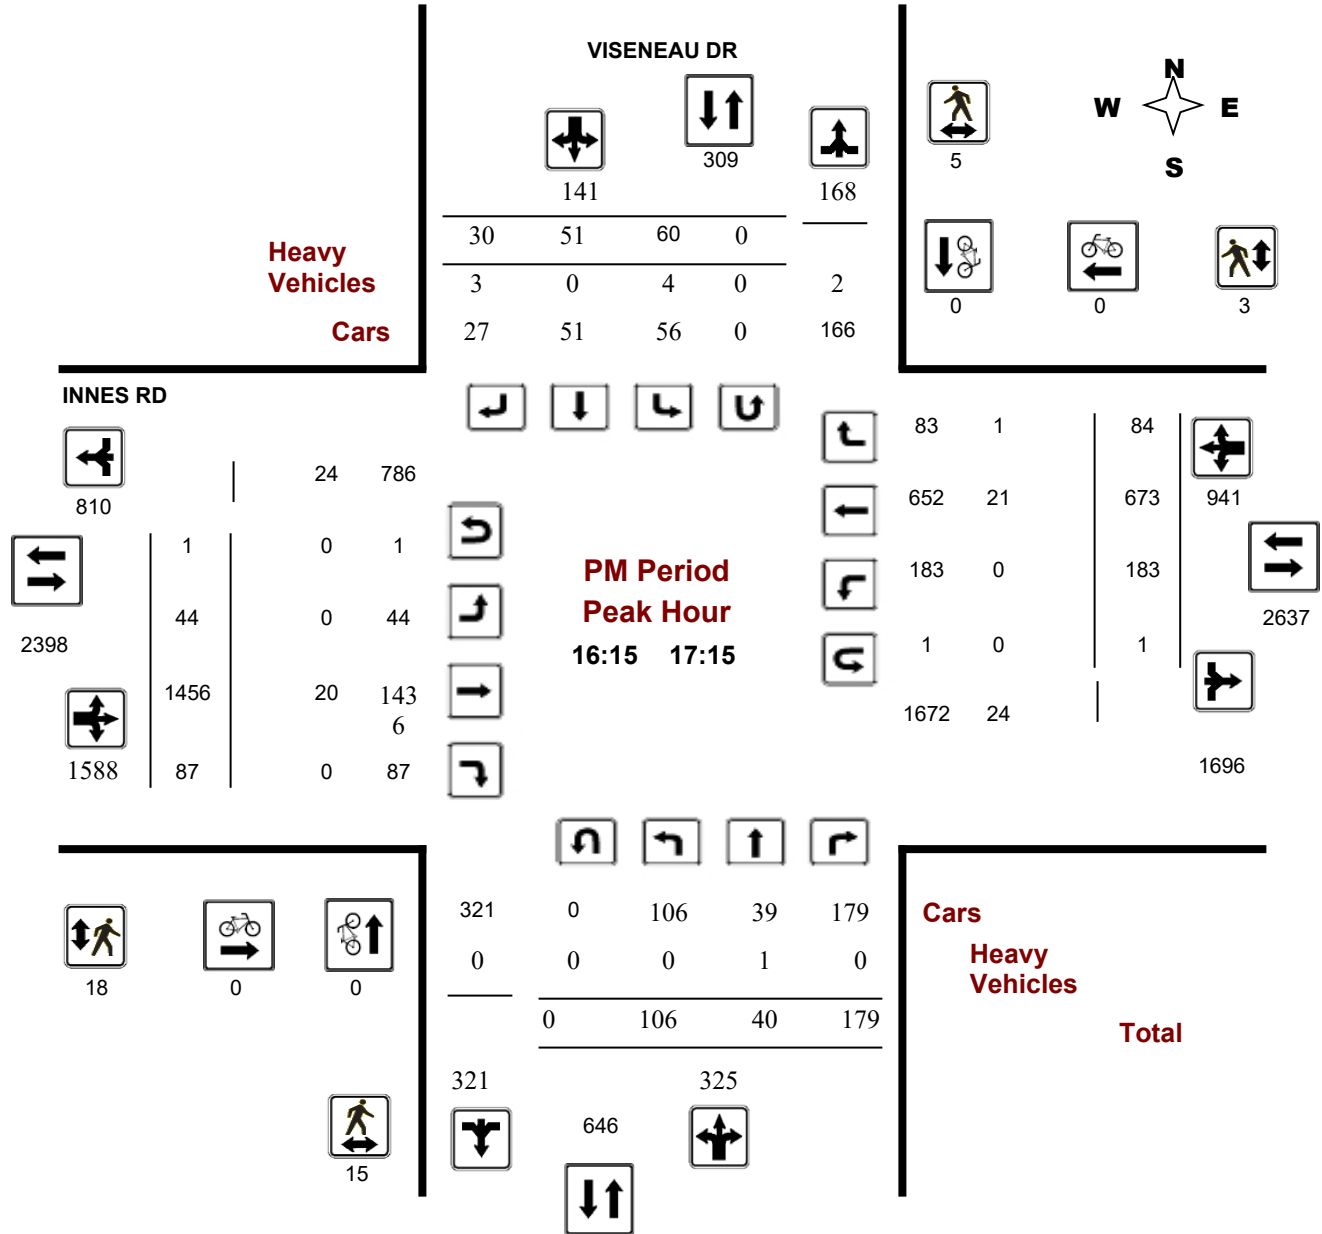 VISENEAU DR
N
W E
S
309
5
141
168
30 51 60 0
Heavy
Vehicles
3 0 4 0 2
0 0 3
Cars
27 51 56 0 166
INNES RD
83 1 84
24 786
810
652 21 673 941
1 0 1
PM Period
183 0 183
Peak Hour
44 0 44
2637
2398
16:15 17:15
1 0 1
1456 20 143
6
1672 24
1588 87 0 87
1696
321 0 106 39 179
Cars
0 0 0 1 0
Heavy
Vehicles
18 0 0
0 106 40 179
Total
321 325
646
15